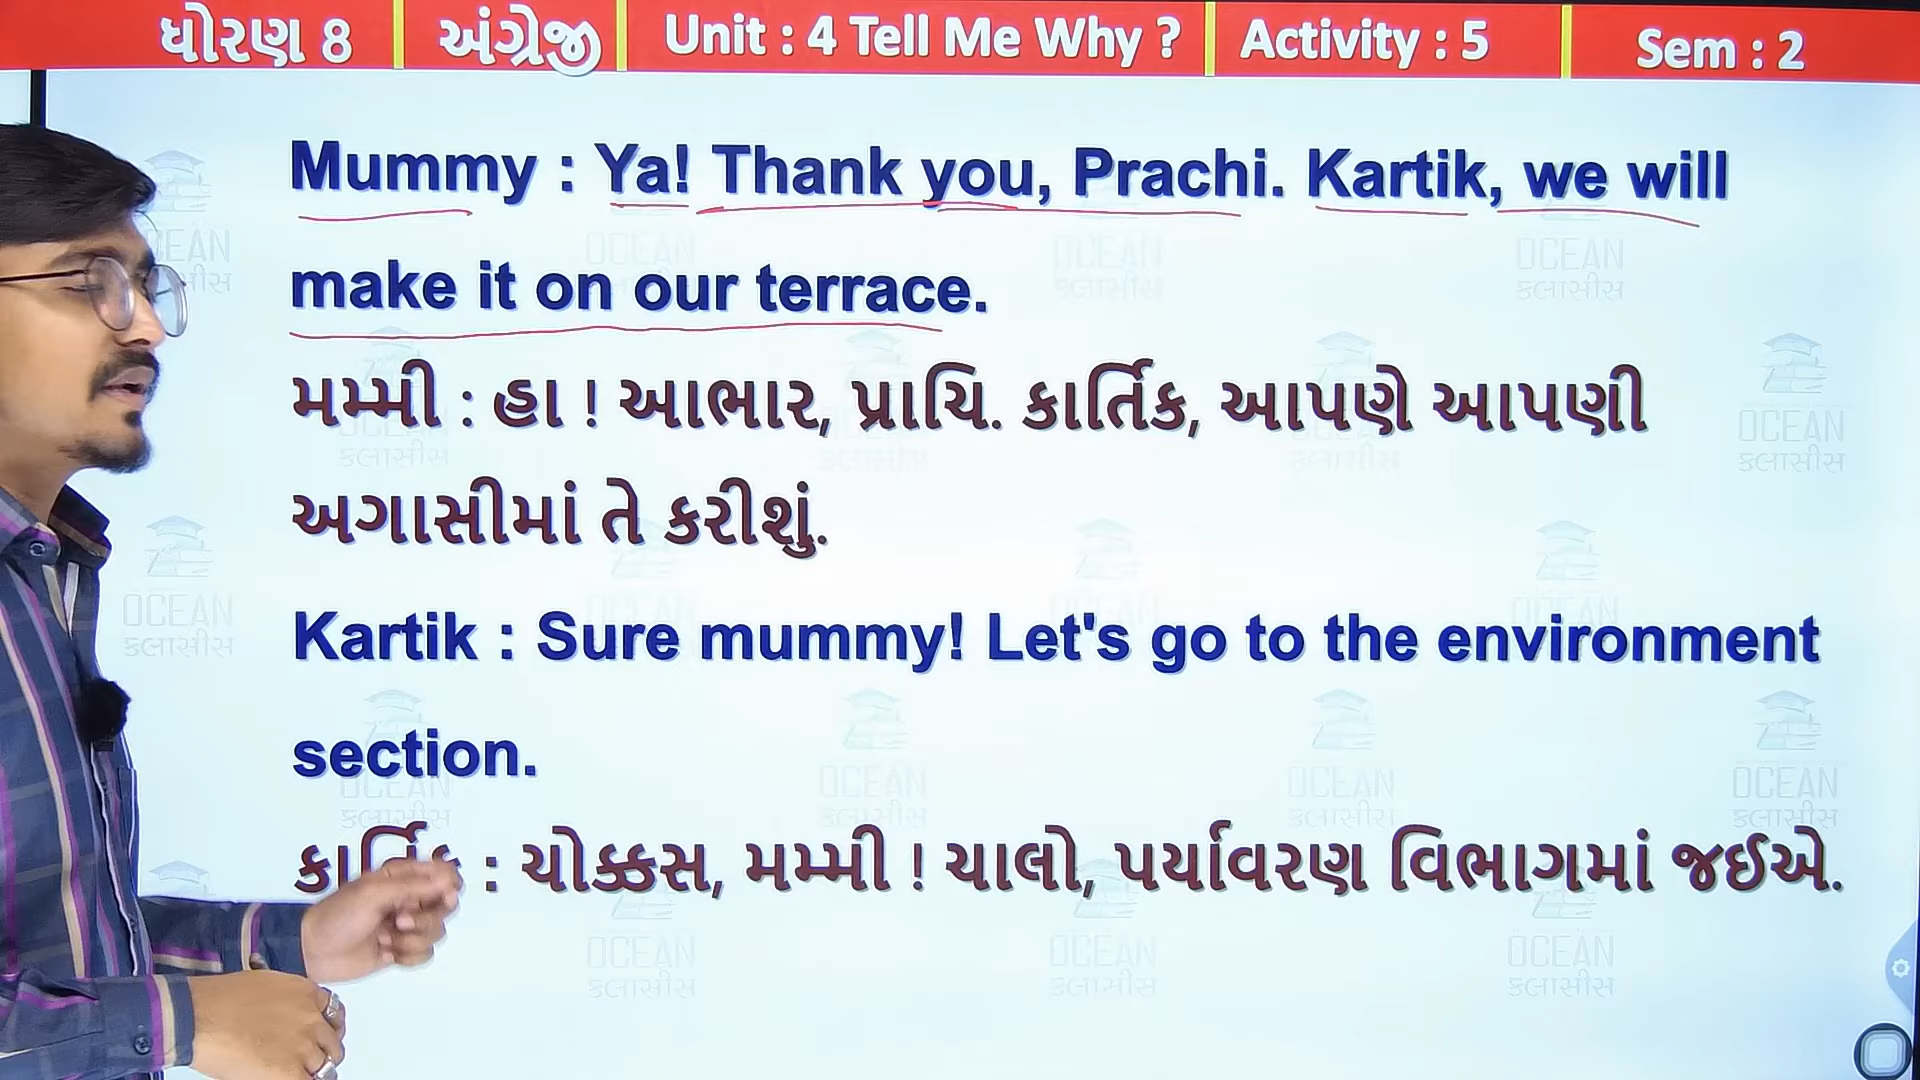 ધોરણ 8 અંગ્રેજી Unit : 4 Tell Me Why ? Activity : 5 Sem : 2
Mummy : Ya! Thank you, Prachi. Kartik, we will
make it on our terrace.
મમ્મી : હા ! આભાર, પ્રાચિ. કાર્તિક, આપણે આપણી
અગાસીમાં તે કરીશું.
Kartik : Sure mummy! Let's go to the environment
section.
કાર્તિક : ચોક્કસ, મમ્મી ! ચાલો, પર્યાવરણ વિભાગમાં જઈએ.
OCEAN
કલાસીસ